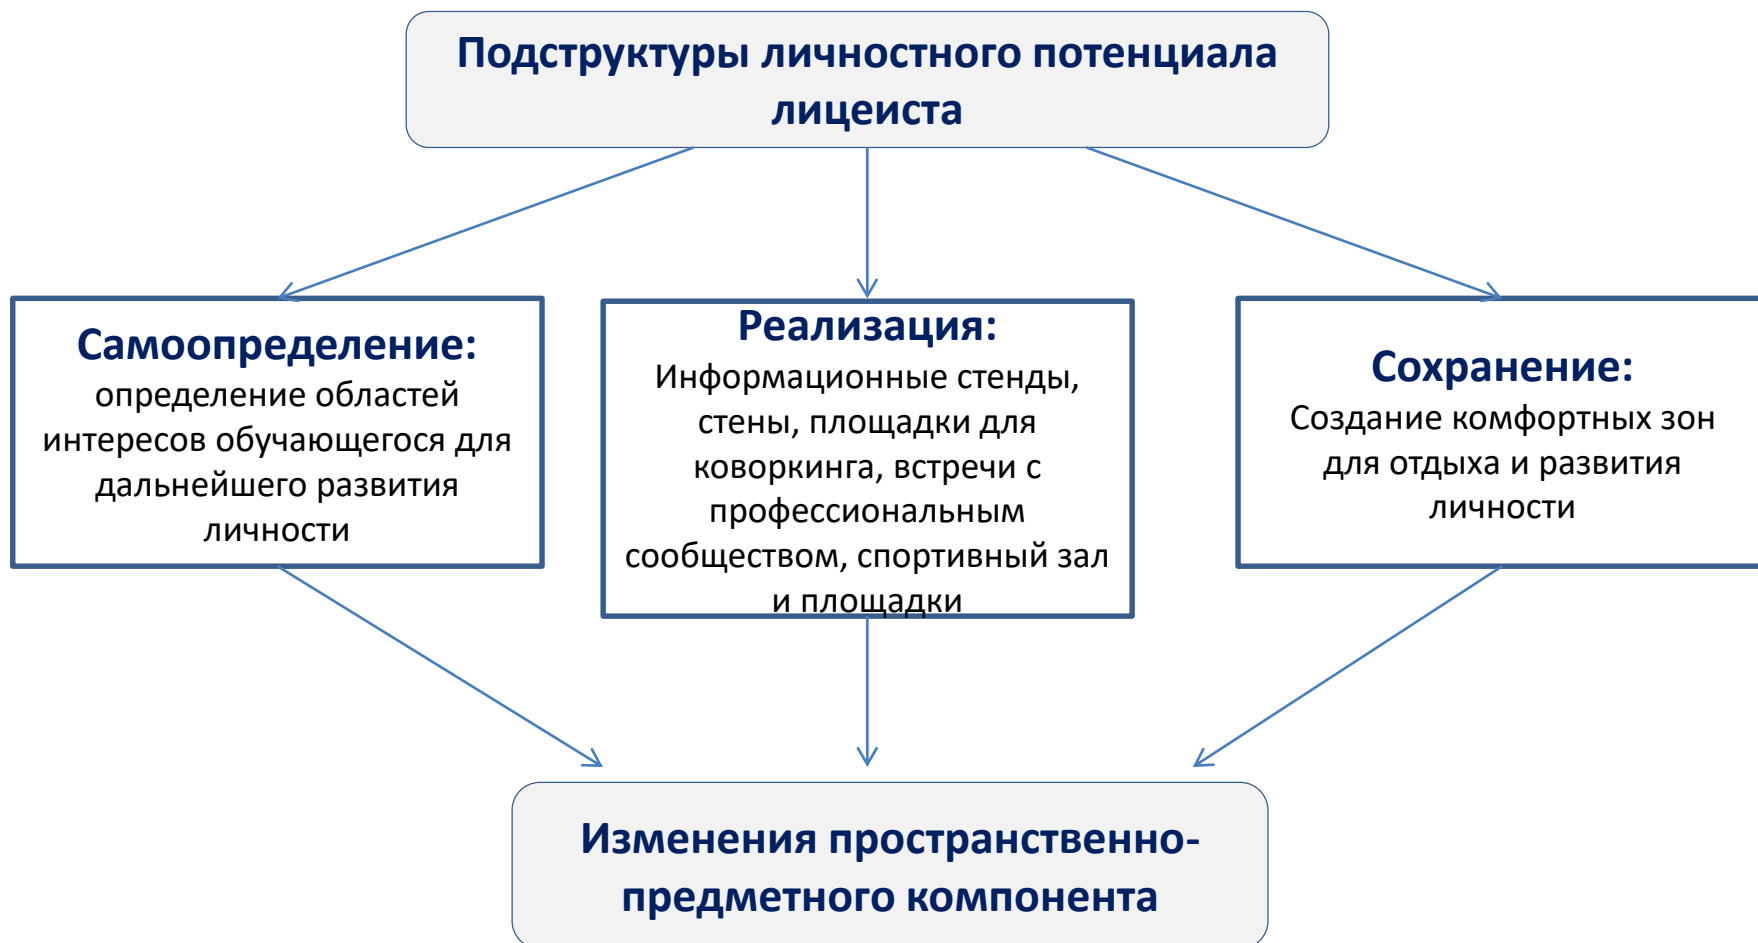 Подструктуры личностного потенциала
лицеиста
Самоопределение:
определение областей
интересов обучающегося для
дальнейшего развития
личности
Реализация:
Информационные стенды,
стены, площадки для
коворкинга, встречи с
профессиональным
сообществом, спортивный зал
и площадки
Сохранение:
Создание комфортных зон
для отдыха и развития
личности
Изменения пространственно-
предметного компонента